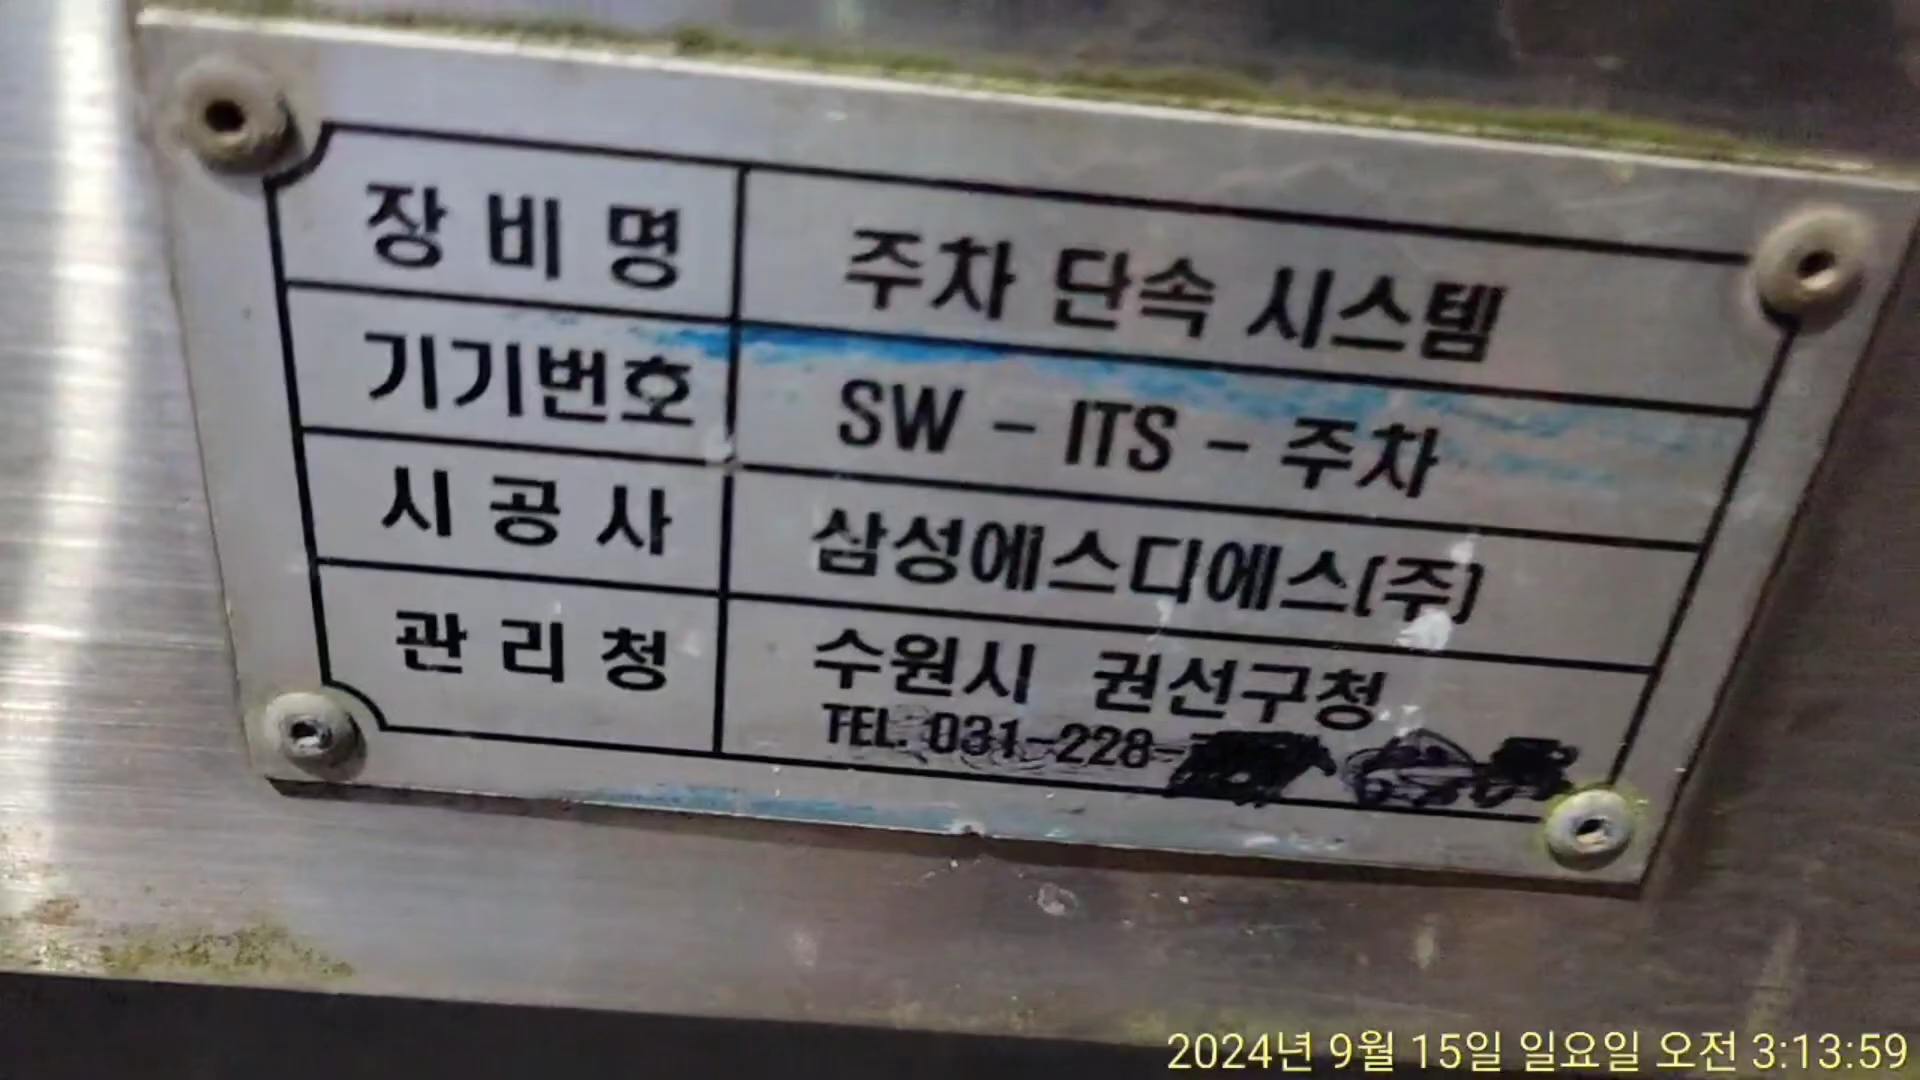 장 비 명 주차 단속 시스템
기기번호 SW - ITS - 주차
시 공 사 삼성에스디에스(주)
관 리 청 수원시 권선구청
TEL. 031-228-
2024년 9월 15일 일요일 오전 3:13:59